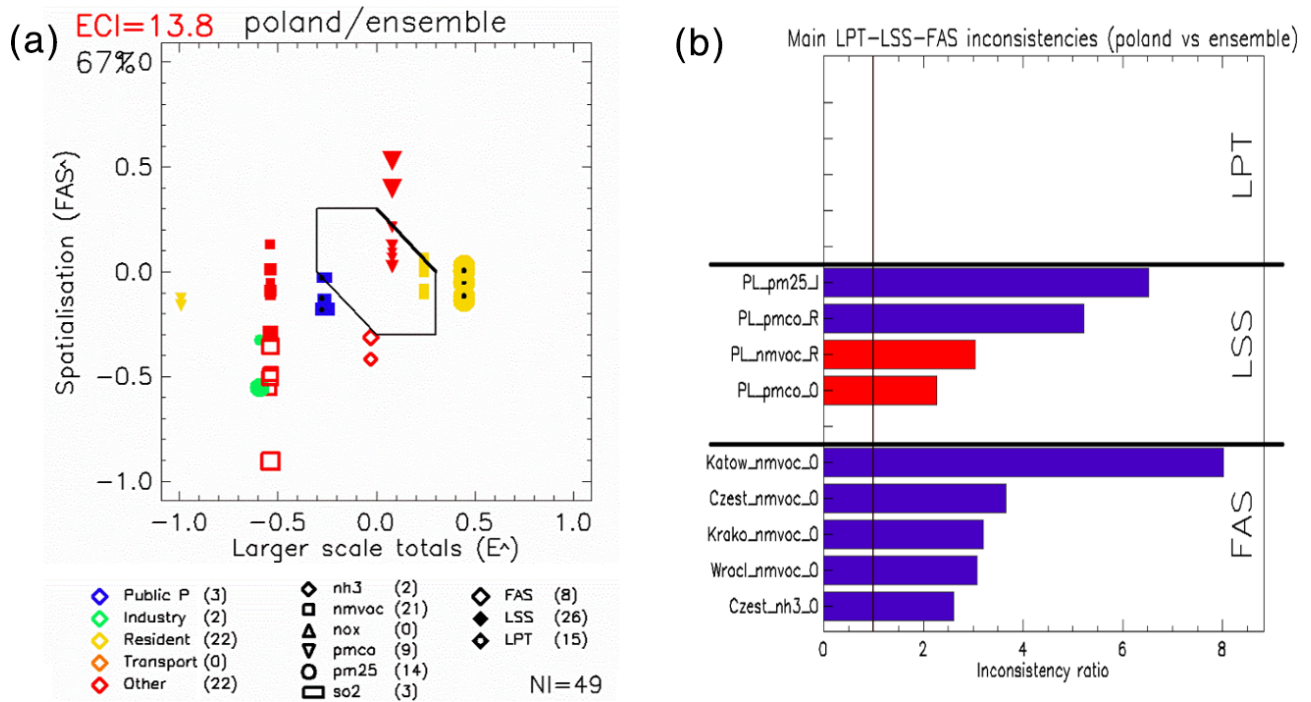 (a)
ECI=13.8 poland/ensemble
67%
1.0
0.5
0.0
−0.5
−1.0
Spatialisation (FAS^)
−1.0 −0.5 0.0 0.5 1.0
Larger scale totals (E^)
Public P (3)
Industry (2)
Resident (22)
Transport (0)
Other (22)
nh3 (2)
nmvoc (21)
nox (0)
pmco (9)
pm25 (14)
so2 (3)
FAS (8)
LSS (26)
LPT (15)
NI=49
(b)
Main LPT−LSS−FAS inconsistencies (poland vs ensemble)
LPT
PL_pm25_I
PL_pmco_R
PL_nmvoc_R
PL_pmco_O
LSS
Katow_nmvoc_O
Czest_nmvoc_O
Krako_nmvoc_O
Wrocl_nmvoc_O
Czest_nh3_O
FAS
0 2 4 6 8
Inconsistency ratio